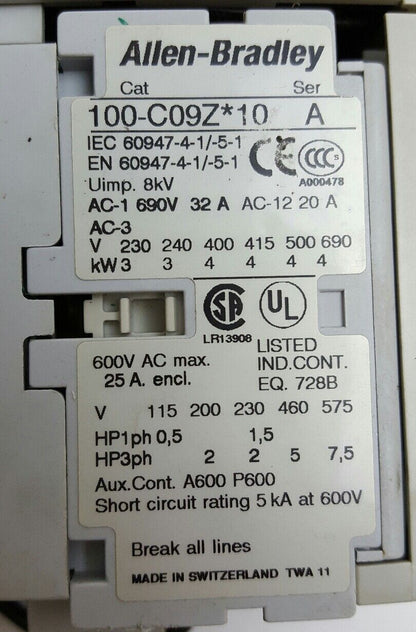 Allen-Bradley
Cat Ser
100-C09Z*10 A
IEC 60947-4-1/-5-1
EN 60947-4-1/-5-1
CE CCC S
Uimp. 8kV A000478
AC-1 690V 32 A AC-12 20 A
AC-3
V 230 240 400 415 500 690
kW 3 3 4 4 4 4
SA UL
LR13908
600V AC max. LISTED
25 A. encl. IND.CONT.
EQ. 728B
V 115 200 230 460 575
HP1ph 0,5 1,5
HP3ph 2 2 5 7,5
Aux.Cont. A600 P600
Short circuit rating 5 kA at 600V
Break all lines
MADE IN SWITZERLAND TWA 11